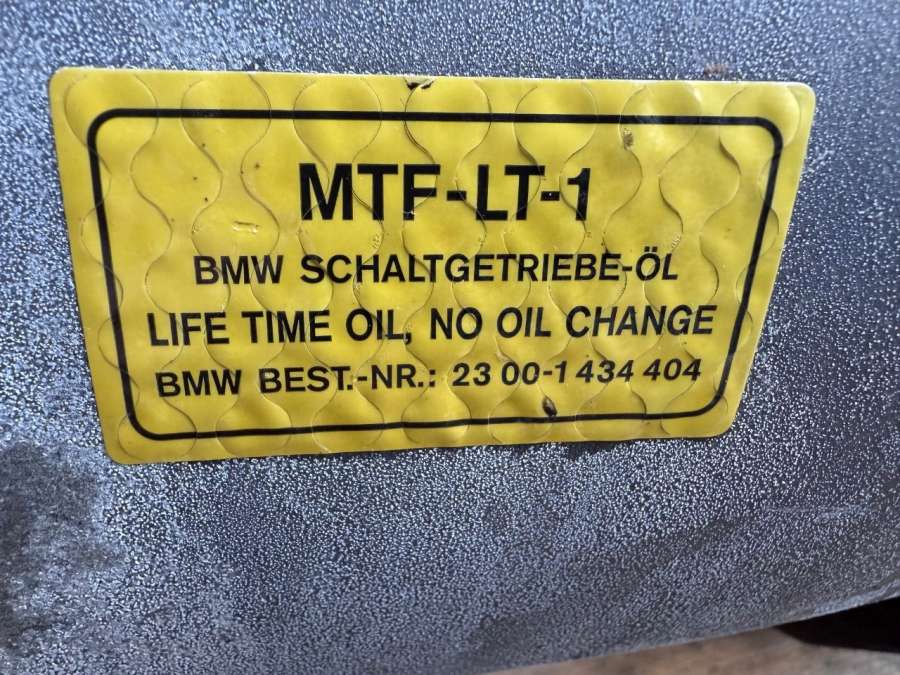 MTF-LT-1
BMW SCHALTGETRIEBE-ÖL
LIFE TIME OIL, NO OIL CHANGE
BMW BEST.-NR.: 23 00-1 434 404